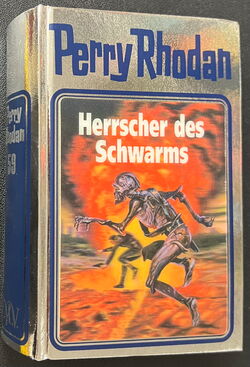 Perry Rhodan
Herrscher des
Schwarms
Perry
Rhodan
59